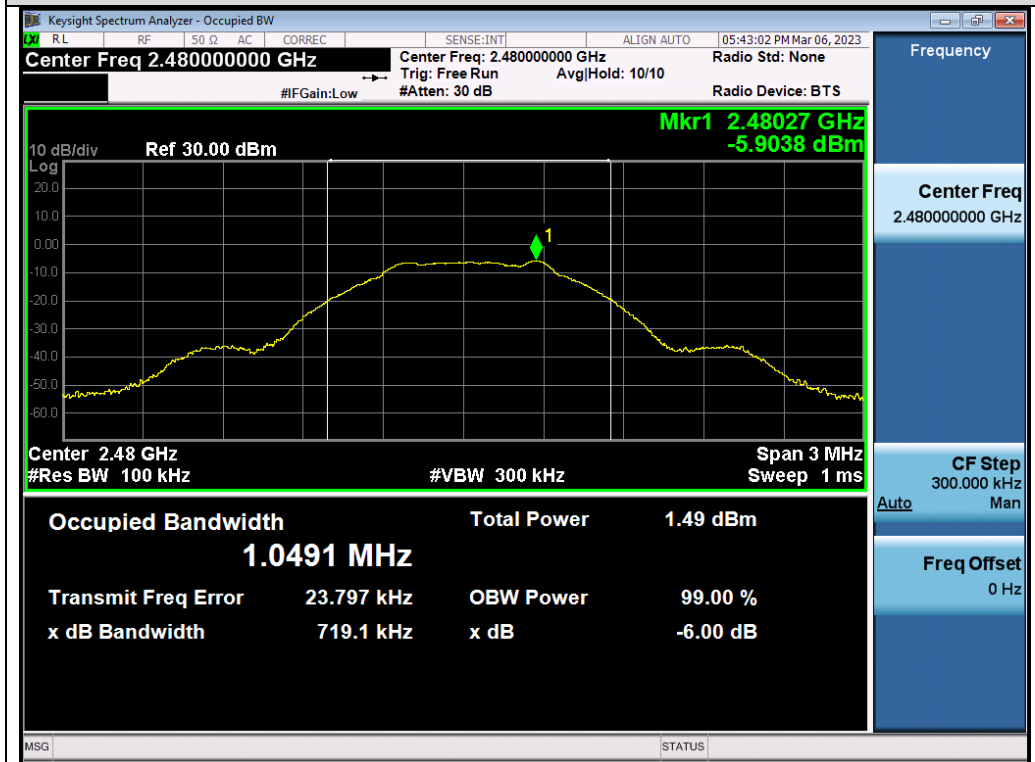 Keysight Spectrum Analyzer - Occupied BW
LXI RL RF 50 Ω AC CORREC SENSE:INT ALIGN AUTO 05:43:02 PM Mar 06, 2023
Center Freq 2.480000000 GHz
Center Freq: 2.480000000 GHz Radio Std: None
Trig: Free Run Avg|Hold: 10/10
#IFGain:Low #Atten: 30 dB Radio Device: BTS
Frequency
Mkr1 2.48027 GHz
-5.9038 dBm
10 dB/div Ref 30.00 dBm
Log
20.0
10.0
0.00
-10.0
-20.0
-30.0
-40.0
-50.0
-60.0
1
Center 2.48 GHz Span 3 MHz
#Res BW 100 kHz #VBW 300 kHz Sweep 1 ms
Occupied Bandwidth Total Power 1.49 dBm
1.0491 MHz
Transmit Freq Error 23.797 kHz OBW Power 99.00 %
x dB Bandwidth 719.1 kHz x dB -6.00 dB
Center Freq
2.480000000 GHz
CF Step
300.000 kHz
Auto Man
Freq Offset
0 Hz
MSG STATUS